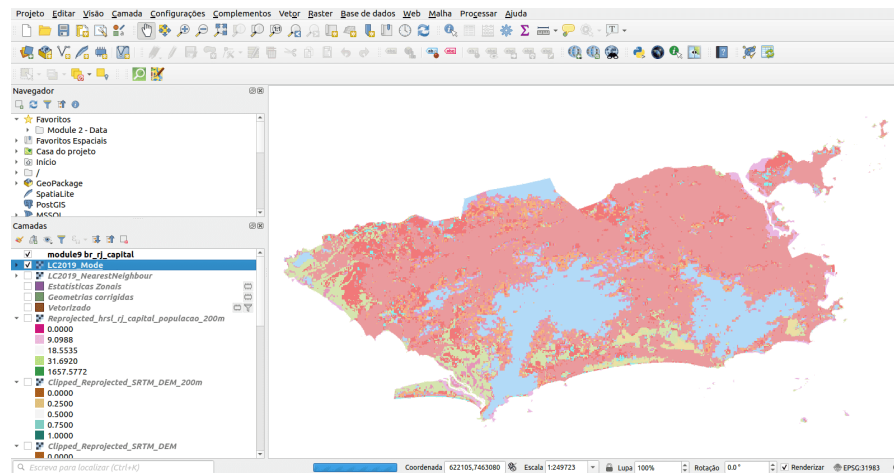 Projeto Editar Visão Camada Configurações Complementos Vetor Raster Base de dados Web Malha Processar Ajuda
Navegador
Favoritos
Module 2 - Data
Favoritos Espaciais
Casa do projeto
Início
/
GeoPackage
SpatiaLite
PostGIS
MSSQL
Camadas
module9 br_rj_capital
LC2019_Mode
LC2019_NearestNeighbour
Estatísticas Zonais
Geometrias corrigidas
Vetorizado
Reprojected_hrsl_rj_capital_populacao_200m
0.0000
9.0988
18.5535
31.6920
1657.5772
Clipped_Reprojected_SRTM_DEM_200m
0.0000
0.2500
0.5000
0.7500
1.0000
Clipped_Reprojected_SRTM_DEM
0.0000
Escreva para localizar (Ctrl+K)
Coordenada 622105,7463080 Escala 1:249723 Lupa 100% Rotação 0.0° Renderizar EPSG:31983